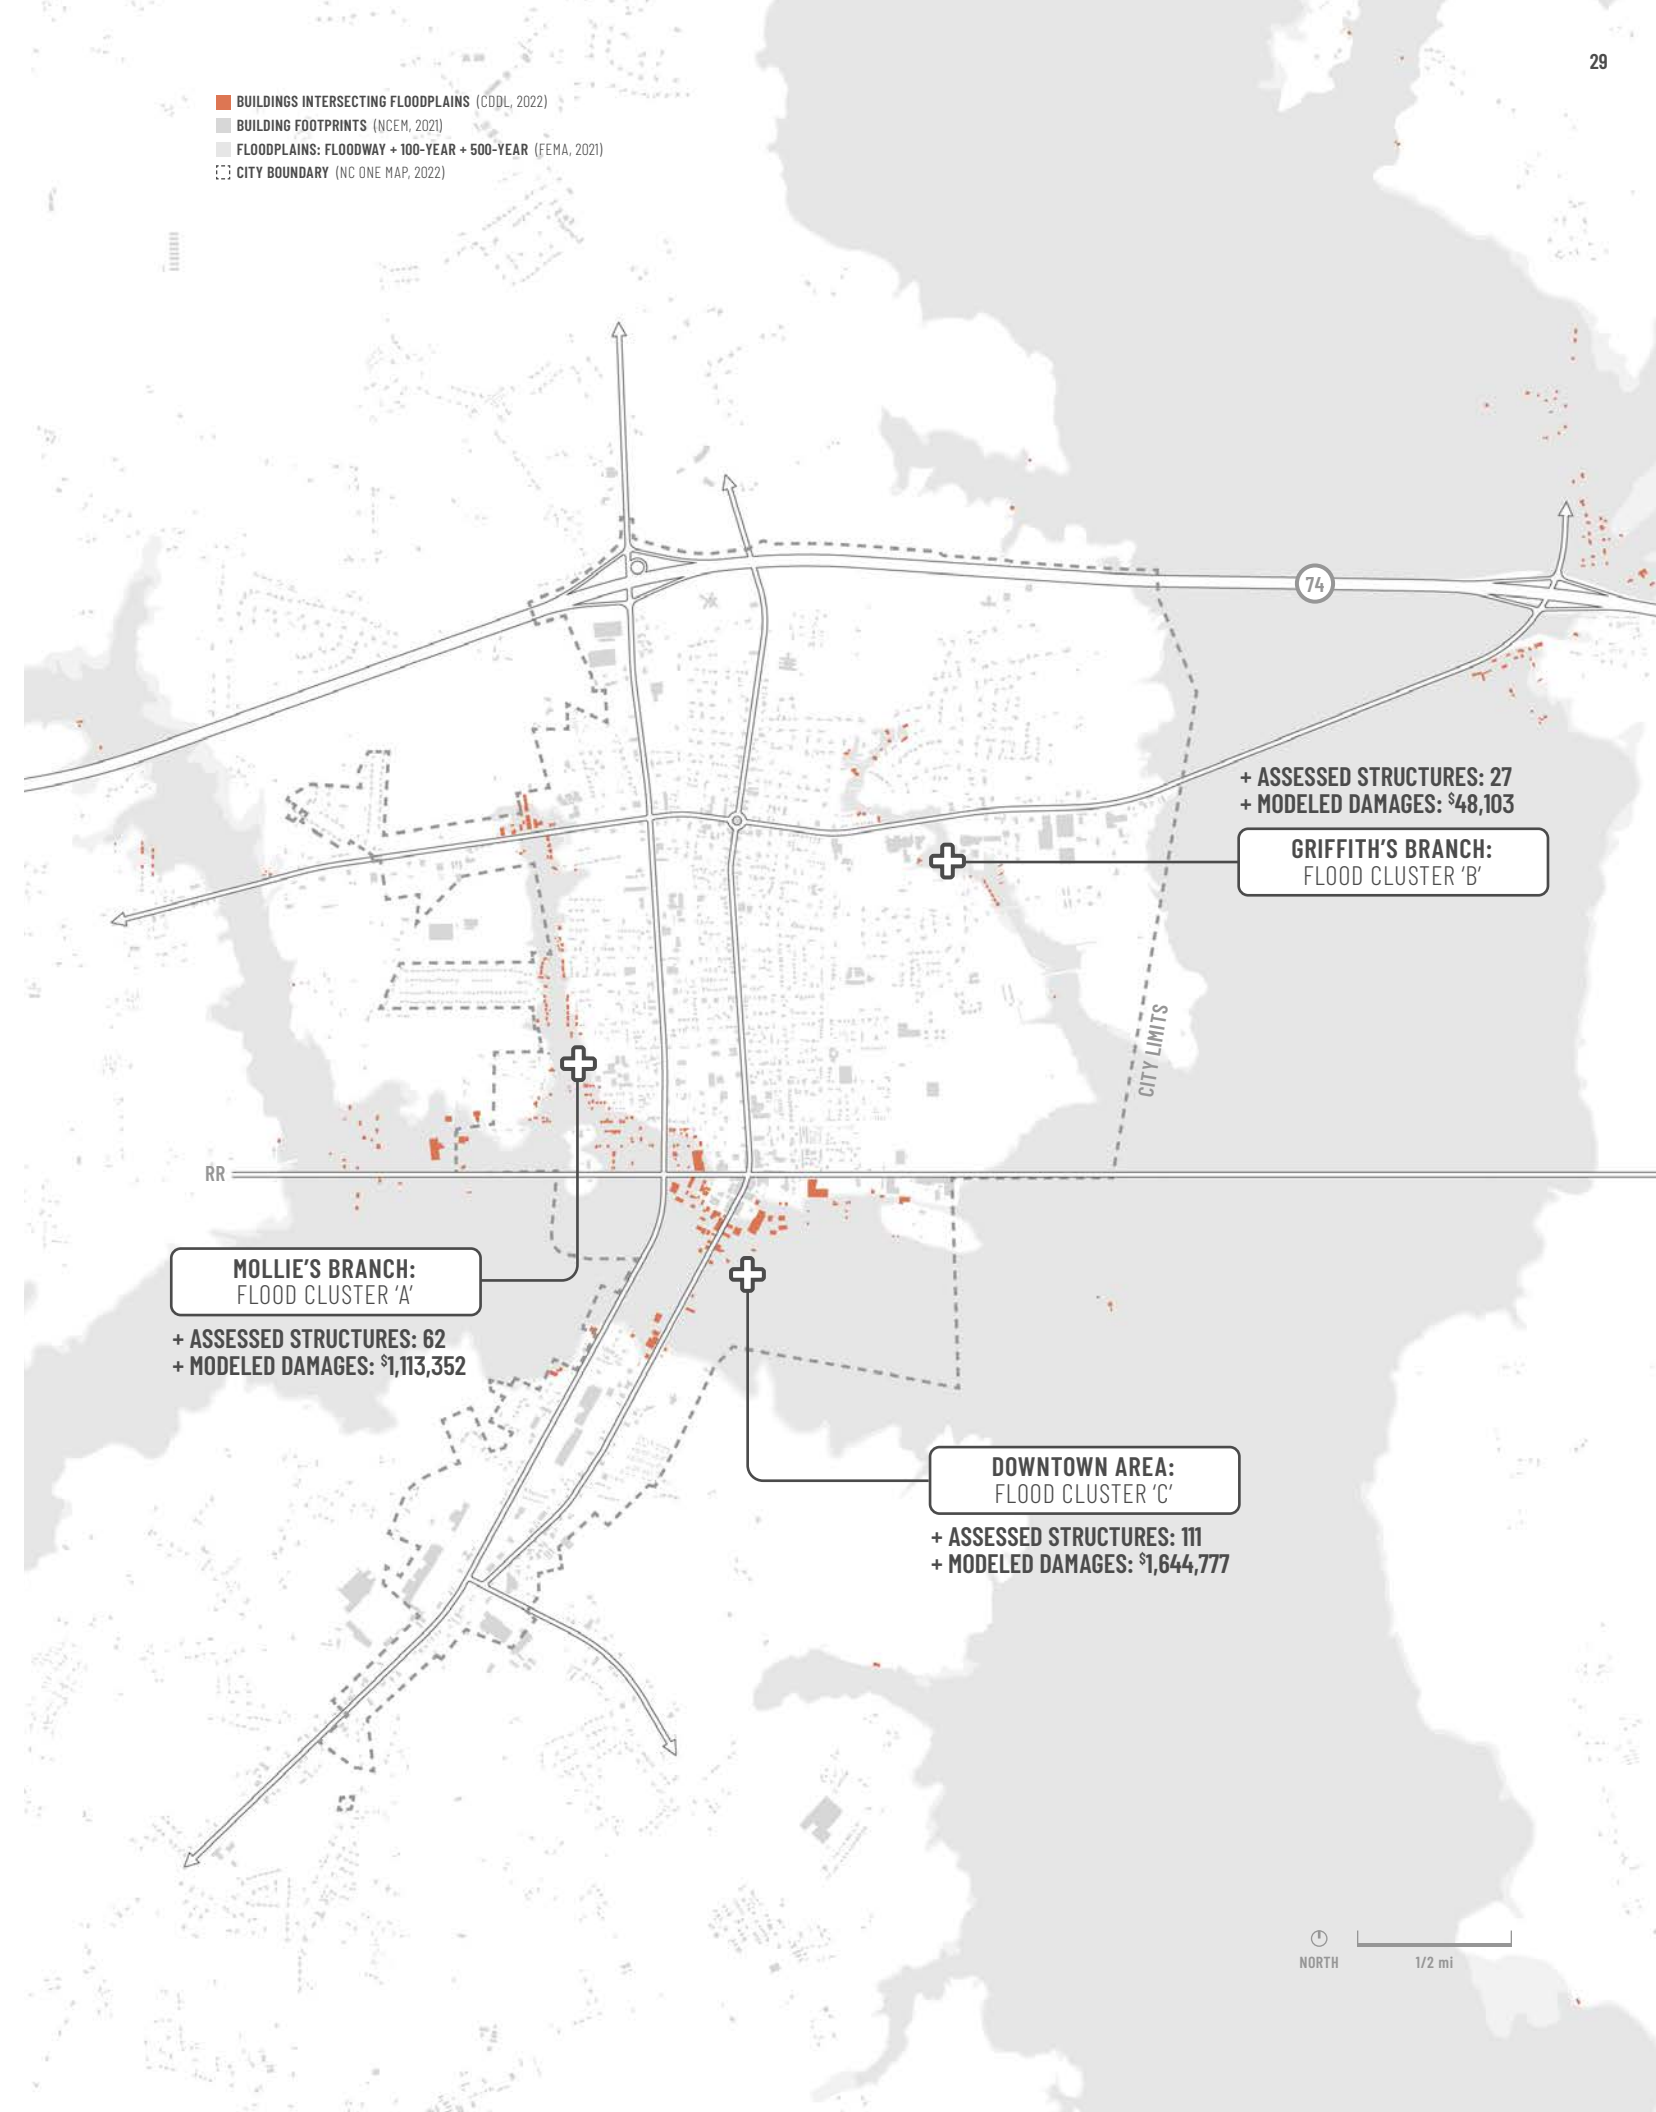 29
BUILDINGS INTERSECTING FLOODPLAINS (CDDL, 2022)
BUILDING FOOTPRINTS (NCEM, 2021)
FLOODPLAINS: FLOODWAY + 100-YEAR + 500-YEAR (FEMA, 2021)
CITY BOUNDARY (NC ONE MAP, 2022)
74
+ ASSESSED STRUCTURES: 27
+ MODELED DAMAGES: $48,103
GRIFFITH'S BRANCH:
FLOOD CLUSTER 'B'
CITY LIMITS
RR
MOLLIE'S BRANCH:
FLOOD CLUSTER 'A'
+ ASSESSED STRUCTURES: 62
+ MODELED DAMAGES: $1,113,352
DOWNTOWN AREA:
FLOOD CLUSTER 'C'
+ ASSESSED STRUCTURES: 111
+ MODELED DAMAGES: $1,644,777
NORTH
1/2 mi